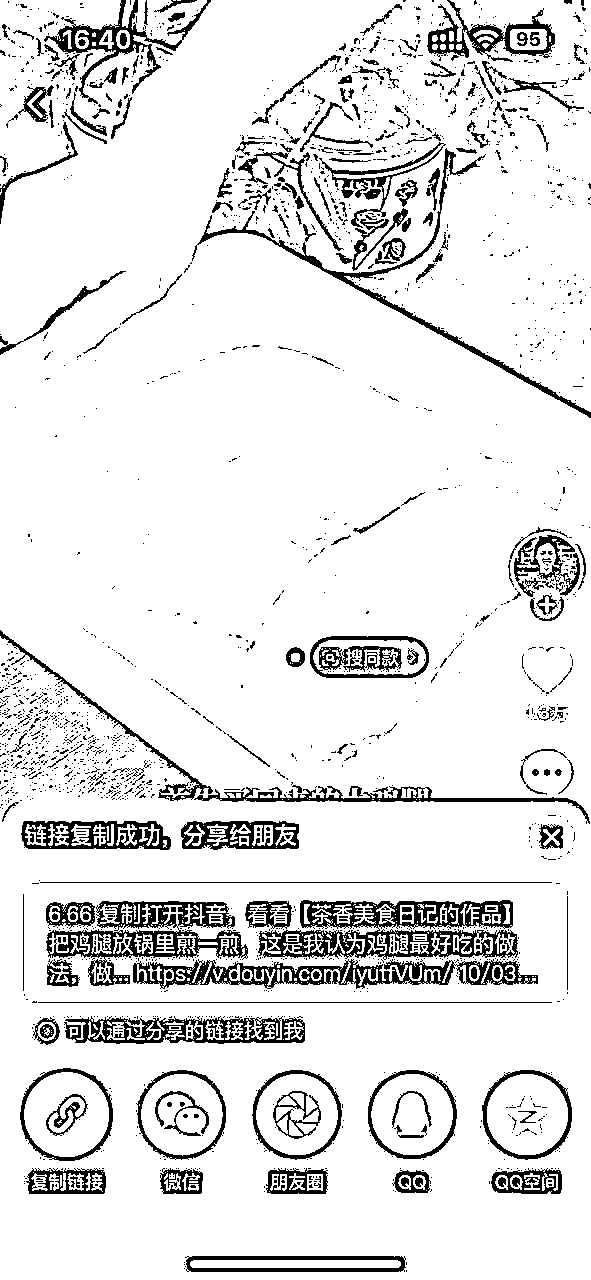 16:40
95
搜同款
1.3万
链接复制成功，分享给朋友
6.66 复制打开抖音，看看【茶香美食日记的作品】
把鸡腿放锅里煎一煎，这是我认为鸡腿最好吃的做
法，做... https://v.douyin.com/iyutfVUm/ 10/03...
可以通过分享的链接找到我
复制链接
微信
朋友圈
QQ
QQ空间